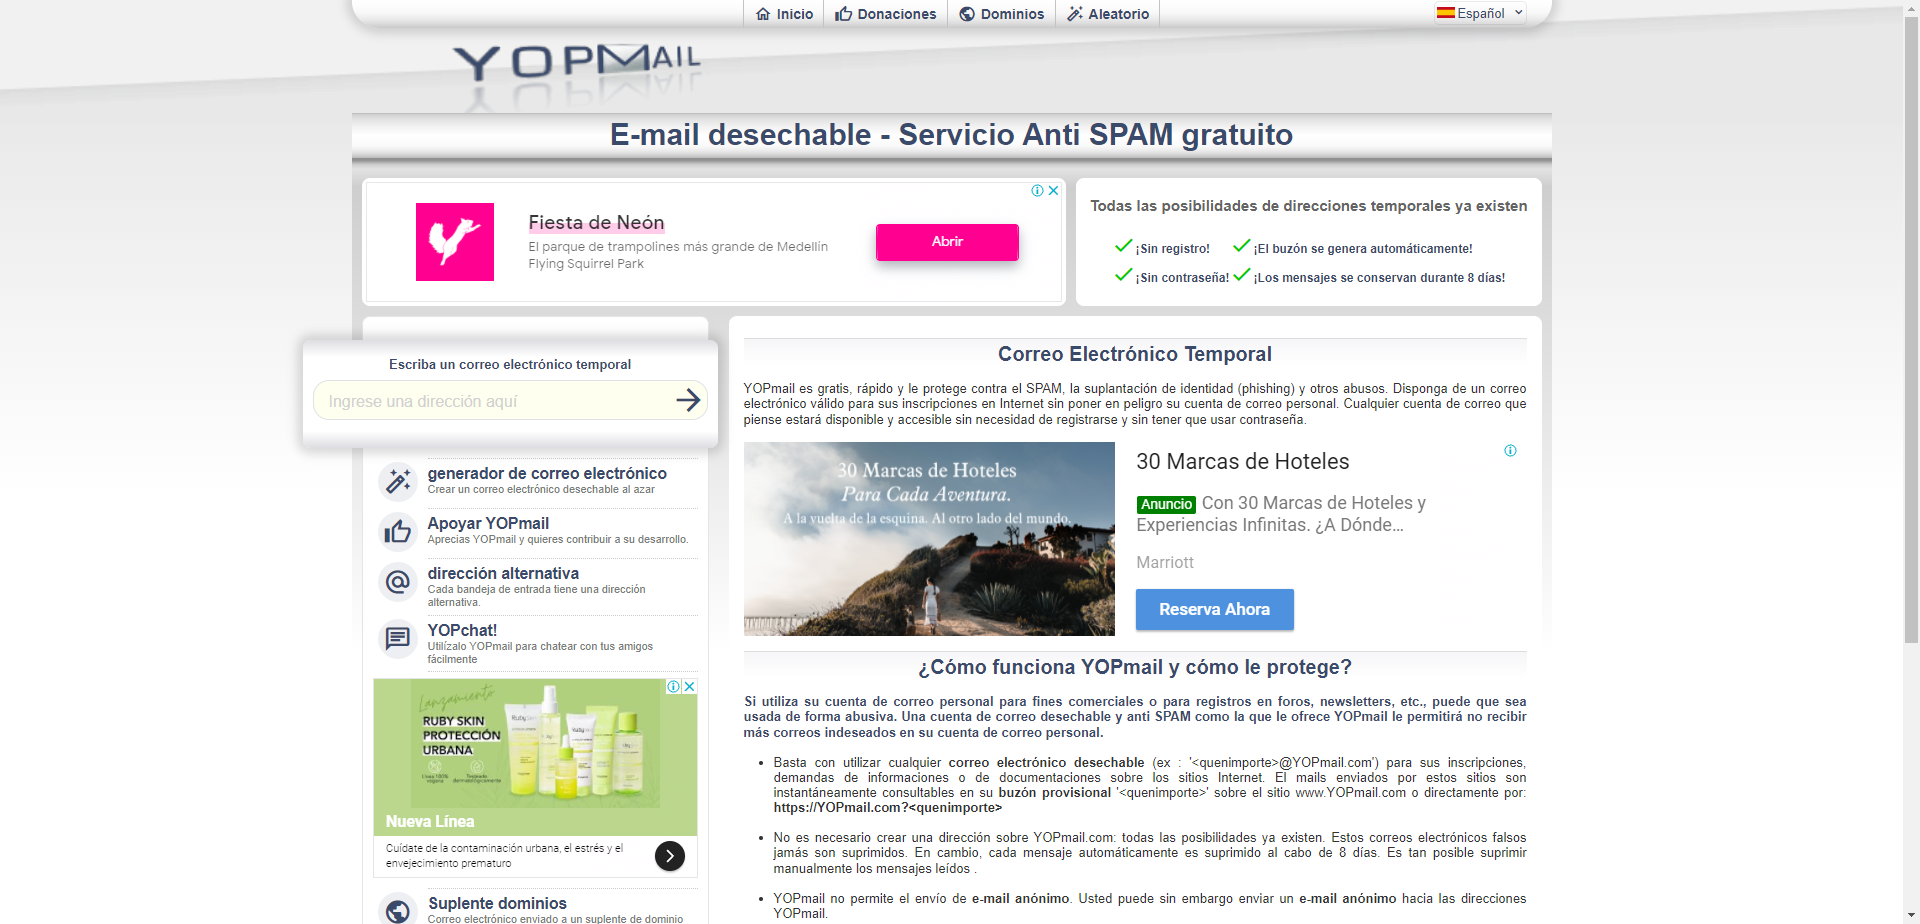 Inicio
Donaciones
Dominios
Aleatorio
Español
YOPMAIL
E-mail desechable - Servicio Anti SPAM gratuito
Fiesta de Neón
El parque de trampolines más grande de Medellín
Flying Squirrel Park
Abrir
Todas las posibilidades de direcciones temporales ya existen
¡Sin registro!
¡El buzón se genera automáticamente!
¡Sin contraseña!
¡Los mensajes se conservan durante 8 días!
Escriba un correo electrónico temporal
Ingrese una dirección aquí
generador de correo electrónico
Crear un correo electrónico desechable al azar
Apoyar YOPmail
Aprecias YOPmail y quieres contribuir a su desarrollo.
dirección alternativa
Cada bandeja de entrada tiene una dirección
alternativa.
YOPchat!
Utilízalo YOPmail para chatear con tus amigos
fácilmente
Lanzamiento
RUBY SKIN
PROTECCIÓN
URBANA
Línea 100%
vegana
Testeado
dermatológicamente
Nueva Línea
Cuídate de la contaminación urbana, el estrés y el
envejecimiento prematuro
Suplente dominios
Correo electrónico enviado a un suplente de dominio
Correo Electrónico Temporal
YOPmail es gratis, rápido y le protege contra el SPAM, la suplantación de identidad (phishing) y otros abusos. Disponga de un correo
electrónico válido para sus inscripciones en Internet sin poner en peligro su cuenta de correo personal. Cualquier cuenta de correo que
piense estará disponible y accesible sin necesidad de registrarse y sin tener que usar contraseña.
30 Marcas de Hoteles
Para Cada Aventura.
A la vuelta de la esquina. Al otro lado del mundo.
30 Marcas de Hoteles
Anuncio Con 30 Marcas de Hoteles y
Experiencias Infinitas. ¿A Dónde...
Marriott
Reserva Ahora
¿Cómo funciona YOPmail y cómo le protege?
Si utiliza su cuenta de correo personal para fines comerciales o para registros en foros, newsletters, etc., puede que sea
usada de forma abusiva. Una cuenta de correo desechable y anti SPAM como la que le ofrece YOPmail le permitirá no recibir
más correos indeseados en su cuenta de correo personal.
• Basta con utilizar cualquier correo electrónico desechable (ex : '<quenimporte>@YOPmail.com') para sus inscripciones,
demandas de informaciones o de documentaciones sobre los sitios Internet. El mails enviados por estos sitios son
instantáneamente consultables en su buzón provisional '<quenimporte>' sobre el sitio www.YOPmail.com o directamente por:
https://YOPmail.com?<quenimporte>
• No es necesario crear una dirección sobre YOPmail.com: todas las posibilidades ya existen. Estos correos electrónicos falsos
jamás son suprimidos. En cambio, cada mensaje automáticamente es suprimido al cabo de 8 días. Es tan posible suprimir
manualmente los mensajes leídos .
• YOPmail no permite el envío de e-mail anónimo. Usted puede sin embargo enviar un e-mail anónimo hacia las direcciones
YOPmail.